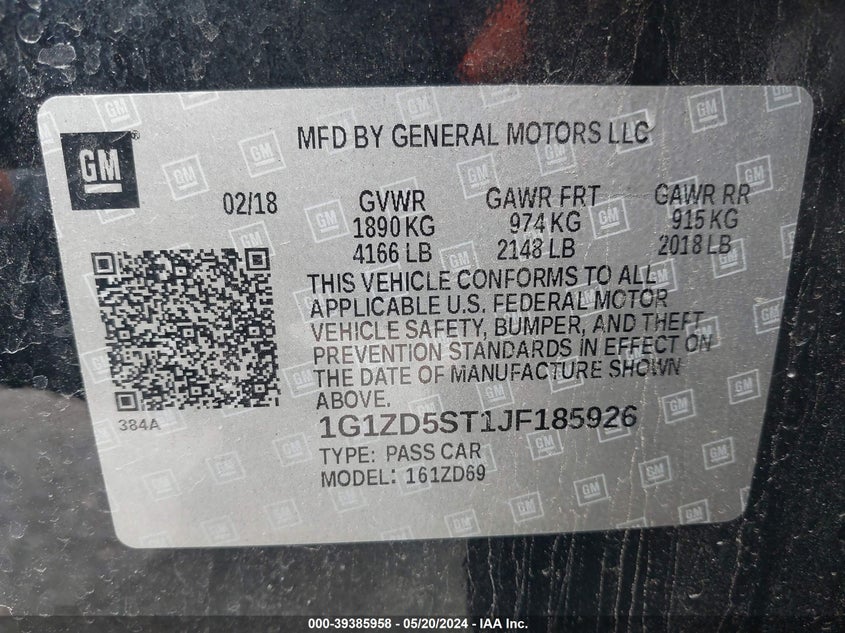 GM
MFD BY GENERAL MOTORS LLC
02/18 GVWR GAWR FRT GAWR RR
1890 KG 974 KG 915 KG
4166 LB 2148 LB 2018 LB
THIS VEHICLE CONFORMS TO ALL
APPLICABLE U.S. FEDERAL MOTOR
VEHICLE SAFETY, BUMPER, AND THEFT
PREVENTION STANDARDS IN EFFECT ON
THE DATE OF MANUFACTURE SHOWN
ABOVE.
384A
1G1ZD5ST1JF185926
TYPE: PASS CAR
MODEL: 161ZD69
000-39385958 - 05/20/2024 - IAA Inc.